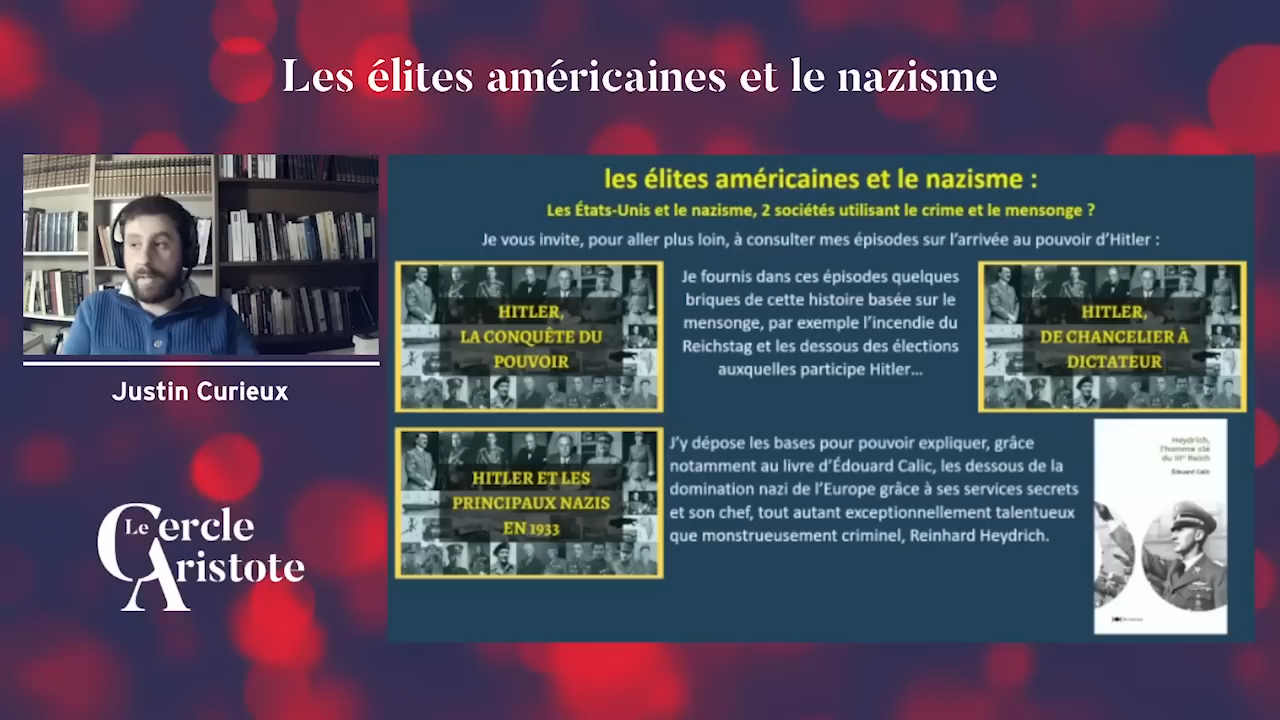 Les élites américaines et le nazisme
les élites américaines et le nazisme :
Les États-Unis et le nazisme, 2 sociétés utilisant le crime et le mensonge ?
Je vous invite, pour aller plus loin, à consulter mes épisodes sur l'arrivée au pouvoir d'Hitler :
HITLER,
LA CONQUÊTE DU
POUVOIR
Je fournis dans ces épisodes quelques
briques de cette histoire basée sur le
mensonge, par exemple l'incendie du
Reichstag et les dessous des élections
auxquelles participe Hitler...
HITLER,
DE CHANCELIER À
DICTATEUR
HITLER ET LES
PRINCIPAUX NAZIS
EN 1933
J'y dépose les bases pour pouvoir expliquer, grâce
notamment au livre d'Édouard Calic, les dessous de la
domination nazi de l'Europe grâce à ses services secrets
et son chef, tout autant exceptionnellement talentueux
que monstrueusement criminel, Reinhard Heydrich.
Heydrich,
l'homme clé
du IIIe Reich
Édouard Calic
Justin Curieux
Le Cercle
Aristote